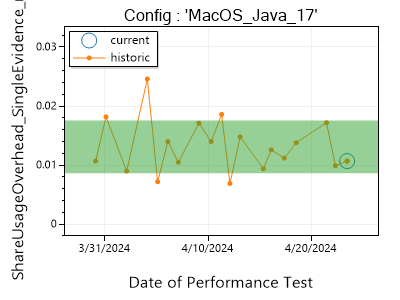 Config : 'MacOS_Java_17'
current
historic
0.03
0.02
0.01
0
3/31/2024
4/10/2024
4/20/2024
Date of Performance Test
ShareUsageOverhead_SingleEvidence_